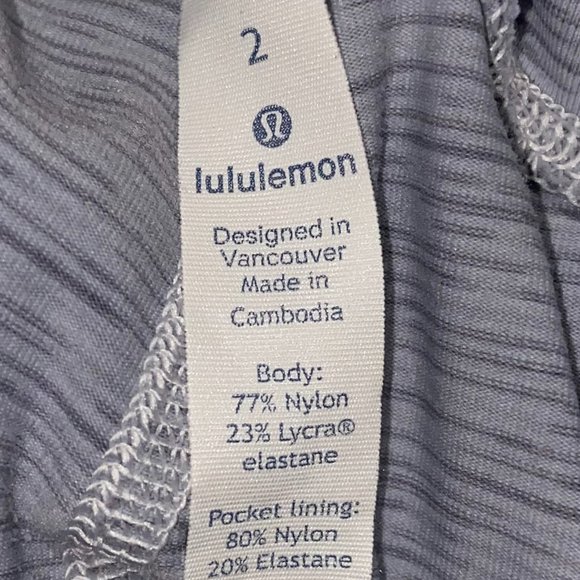 2
lululemon
Designed in
Vancouver
Made in
Cambodia
Body:
77% Nylon
23% Lycra®
elastane
Pocket lining:
80% Nylon
20% Elastane